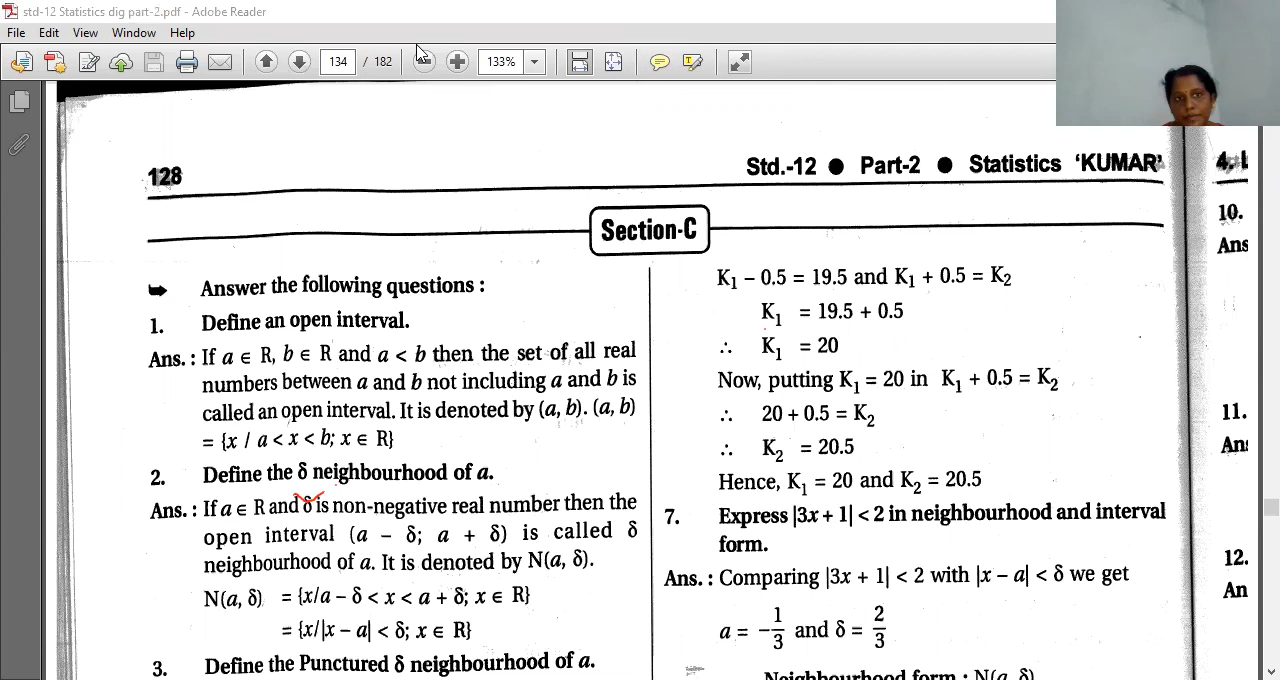 std-12 Statistics dig part-2.pdf - Adobe Reader
File Edit View Window Help
134 / 182 133%
128 Std.-12 ● Part-2 ● Statistics 'KUMAR'
Section-C
➡ Answer the following questions :
1. Define an open interval.
Ans. : If a ∈ R, b ∈ R and a < b then the set of all real
numbers between a and b not including a and b is
called an open interval. It is denoted by (a, b). (a, b)
= {x / a < x < b; x ∈ R}
2. Define the δ neighbourhood of a.
Ans. : If a ∈ R and δ is non-negative real number then the
open interval (a − δ; a + δ) is called δ
neighbourhood of a. It is denoted by N(a, δ).
N(a, δ) = {x/a − δ < x < a + δ; x ∈ R}
= {x/|x − a| < δ; x ∈ R}
3. Define the Punctured δ neighbourhood of a.
K₁ − 0.5 = 19.5 and K₁ + 0.5 = K₂
K₁ = 19.5 + 0.5
∴ K₁ = 20
Now, putting K₁ = 20 in K₁ + 0.5 = K₂
∴ 20 + 0.5 = K₂
∴ K₂ = 20.5
Hence, K₁ = 20 and K₂ = 20.5
7. Express |3x + 1| < 2 in neighbourhood and interval
form.
Ans. : Comparing |3x + 1| < 2 with |x − a| < δ we get
a = −1/3 and δ = 2/3
Neighbourhood form : N(a, δ)
4.
10.
Ans
11.
Ans
12.
An